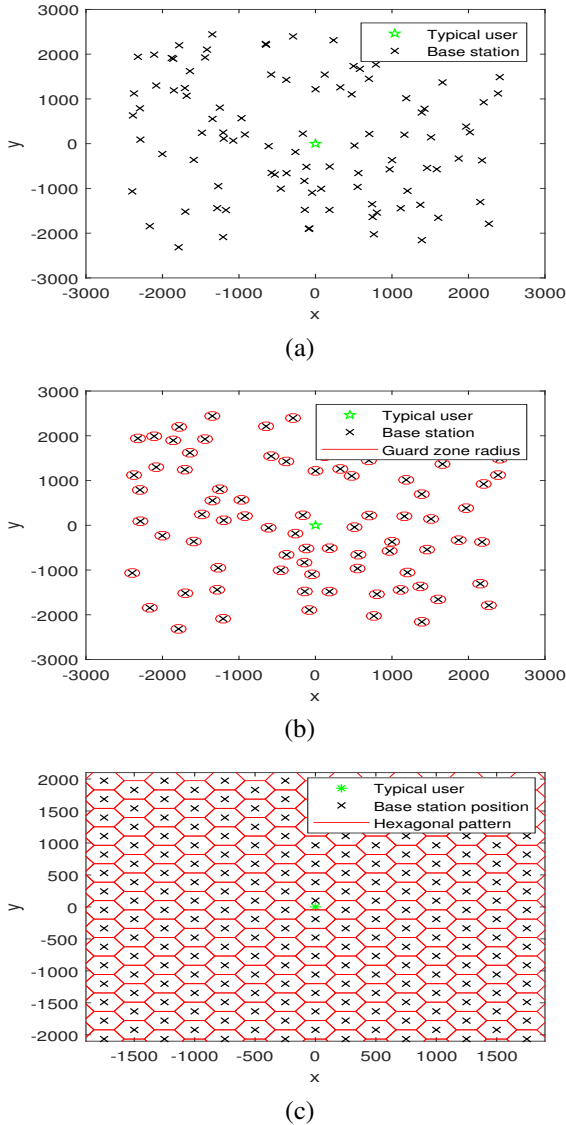 3000
2000
1000
0
-1000
-2000
-3000
y
Typical user
Base station
-3000 -2000 -1000 0 1000 2000 3000
x
(a)
3000
2000
1000
0
-1000
-2000
-3000
y
Typical user
Base station
Guard zone radius
-3000 -2000 -1000 0 1000 2000 3000
x
(b)
2000
1500
1000
500
0
-500
-1000
-1500
-2000
y
Typical user
Base station position
Hexagonal pattern
-1500 -1000 -500 0 500 1000 1500
x
(c)